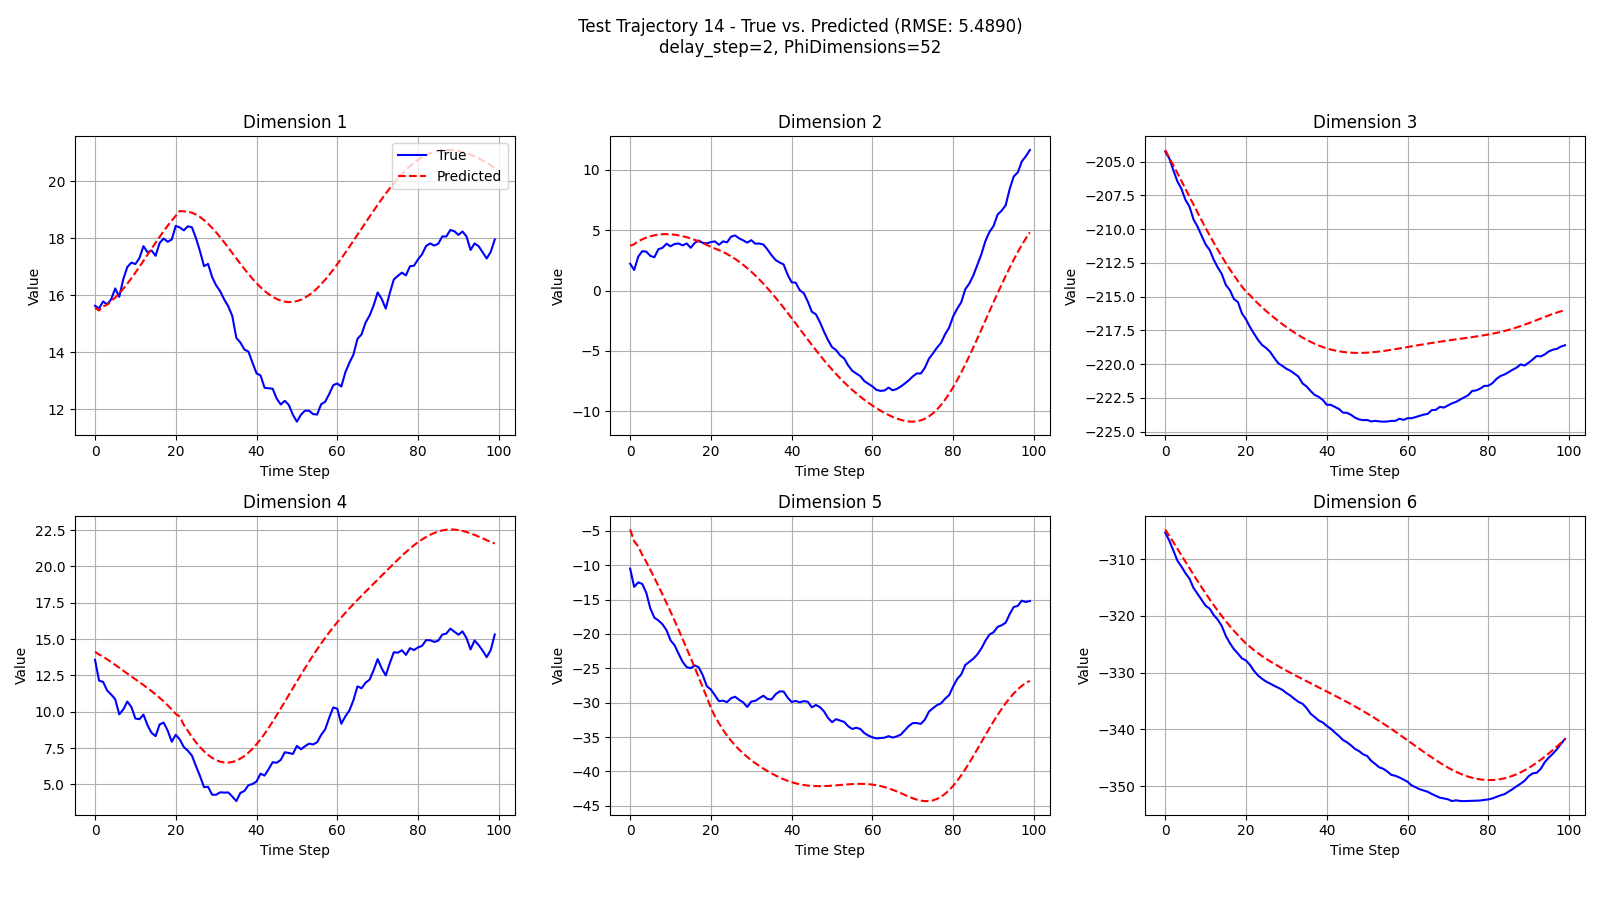 Test Trajectory 14 - True vs. Predicted (RMSE: 5.4890)
delay_step=2, PhiDimensions=52
Dimension 1
True
Predicted
Value
20
18
16
14
12
0 20 40 60 80 100
Time Step
Dimension 2
Value
10
5
0
−5
−10
0 20 40 60 80 100
Time Step
Dimension 3
Value
−205.0
−207.5
−210.0
−212.5
−215.0
−217.5
−220.0
−222.5
−225.0
0 20 40 60 80 100
Time Step
Dimension 4
Value
22.5
20.0
17.5
15.0
12.5
10.0
7.5
5.0
0 20 40 60 80 100
Time Step
Dimension 5
Value
−5
−10
−15
−20
−25
−30
−35
−40
−45
0 20 40 60 80 100
Time Step
Dimension 6
Value
−310
−320
−330
−340
−350
0 20 40 60 80 100
Time Step